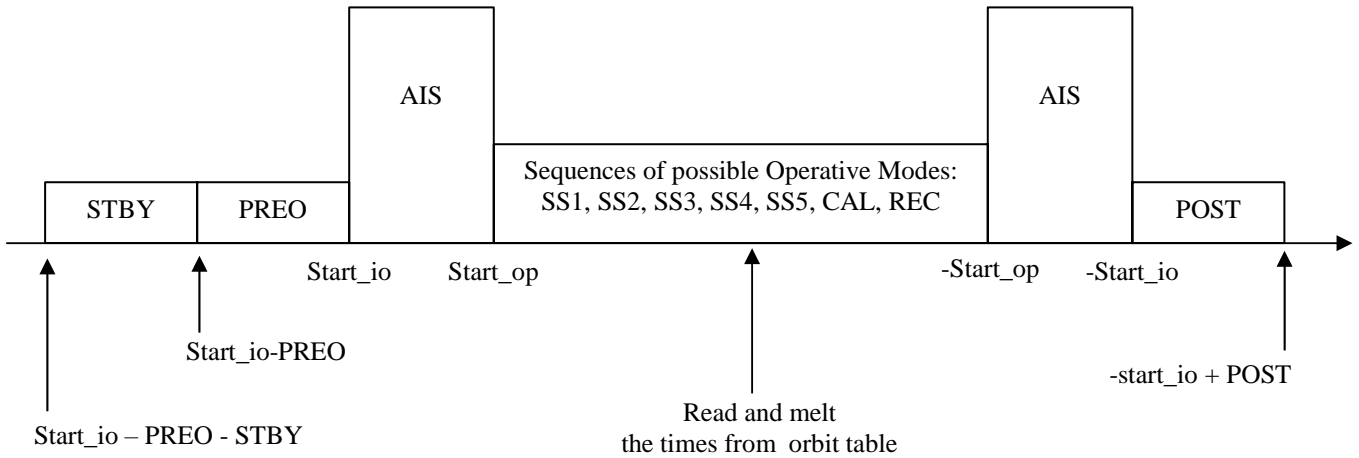 AIS
AIS
Sequences of possible Operative Modes:
SS1, SS2, SS3, SS4, SS5, CAL, REC
STBY
PREO
POST
Start_io
Start_op
-Start_op
-Start_io
Start_io-PREO
-start_io + POST
Start_io – PREO - STBY
Read and melt
the times from orbit table